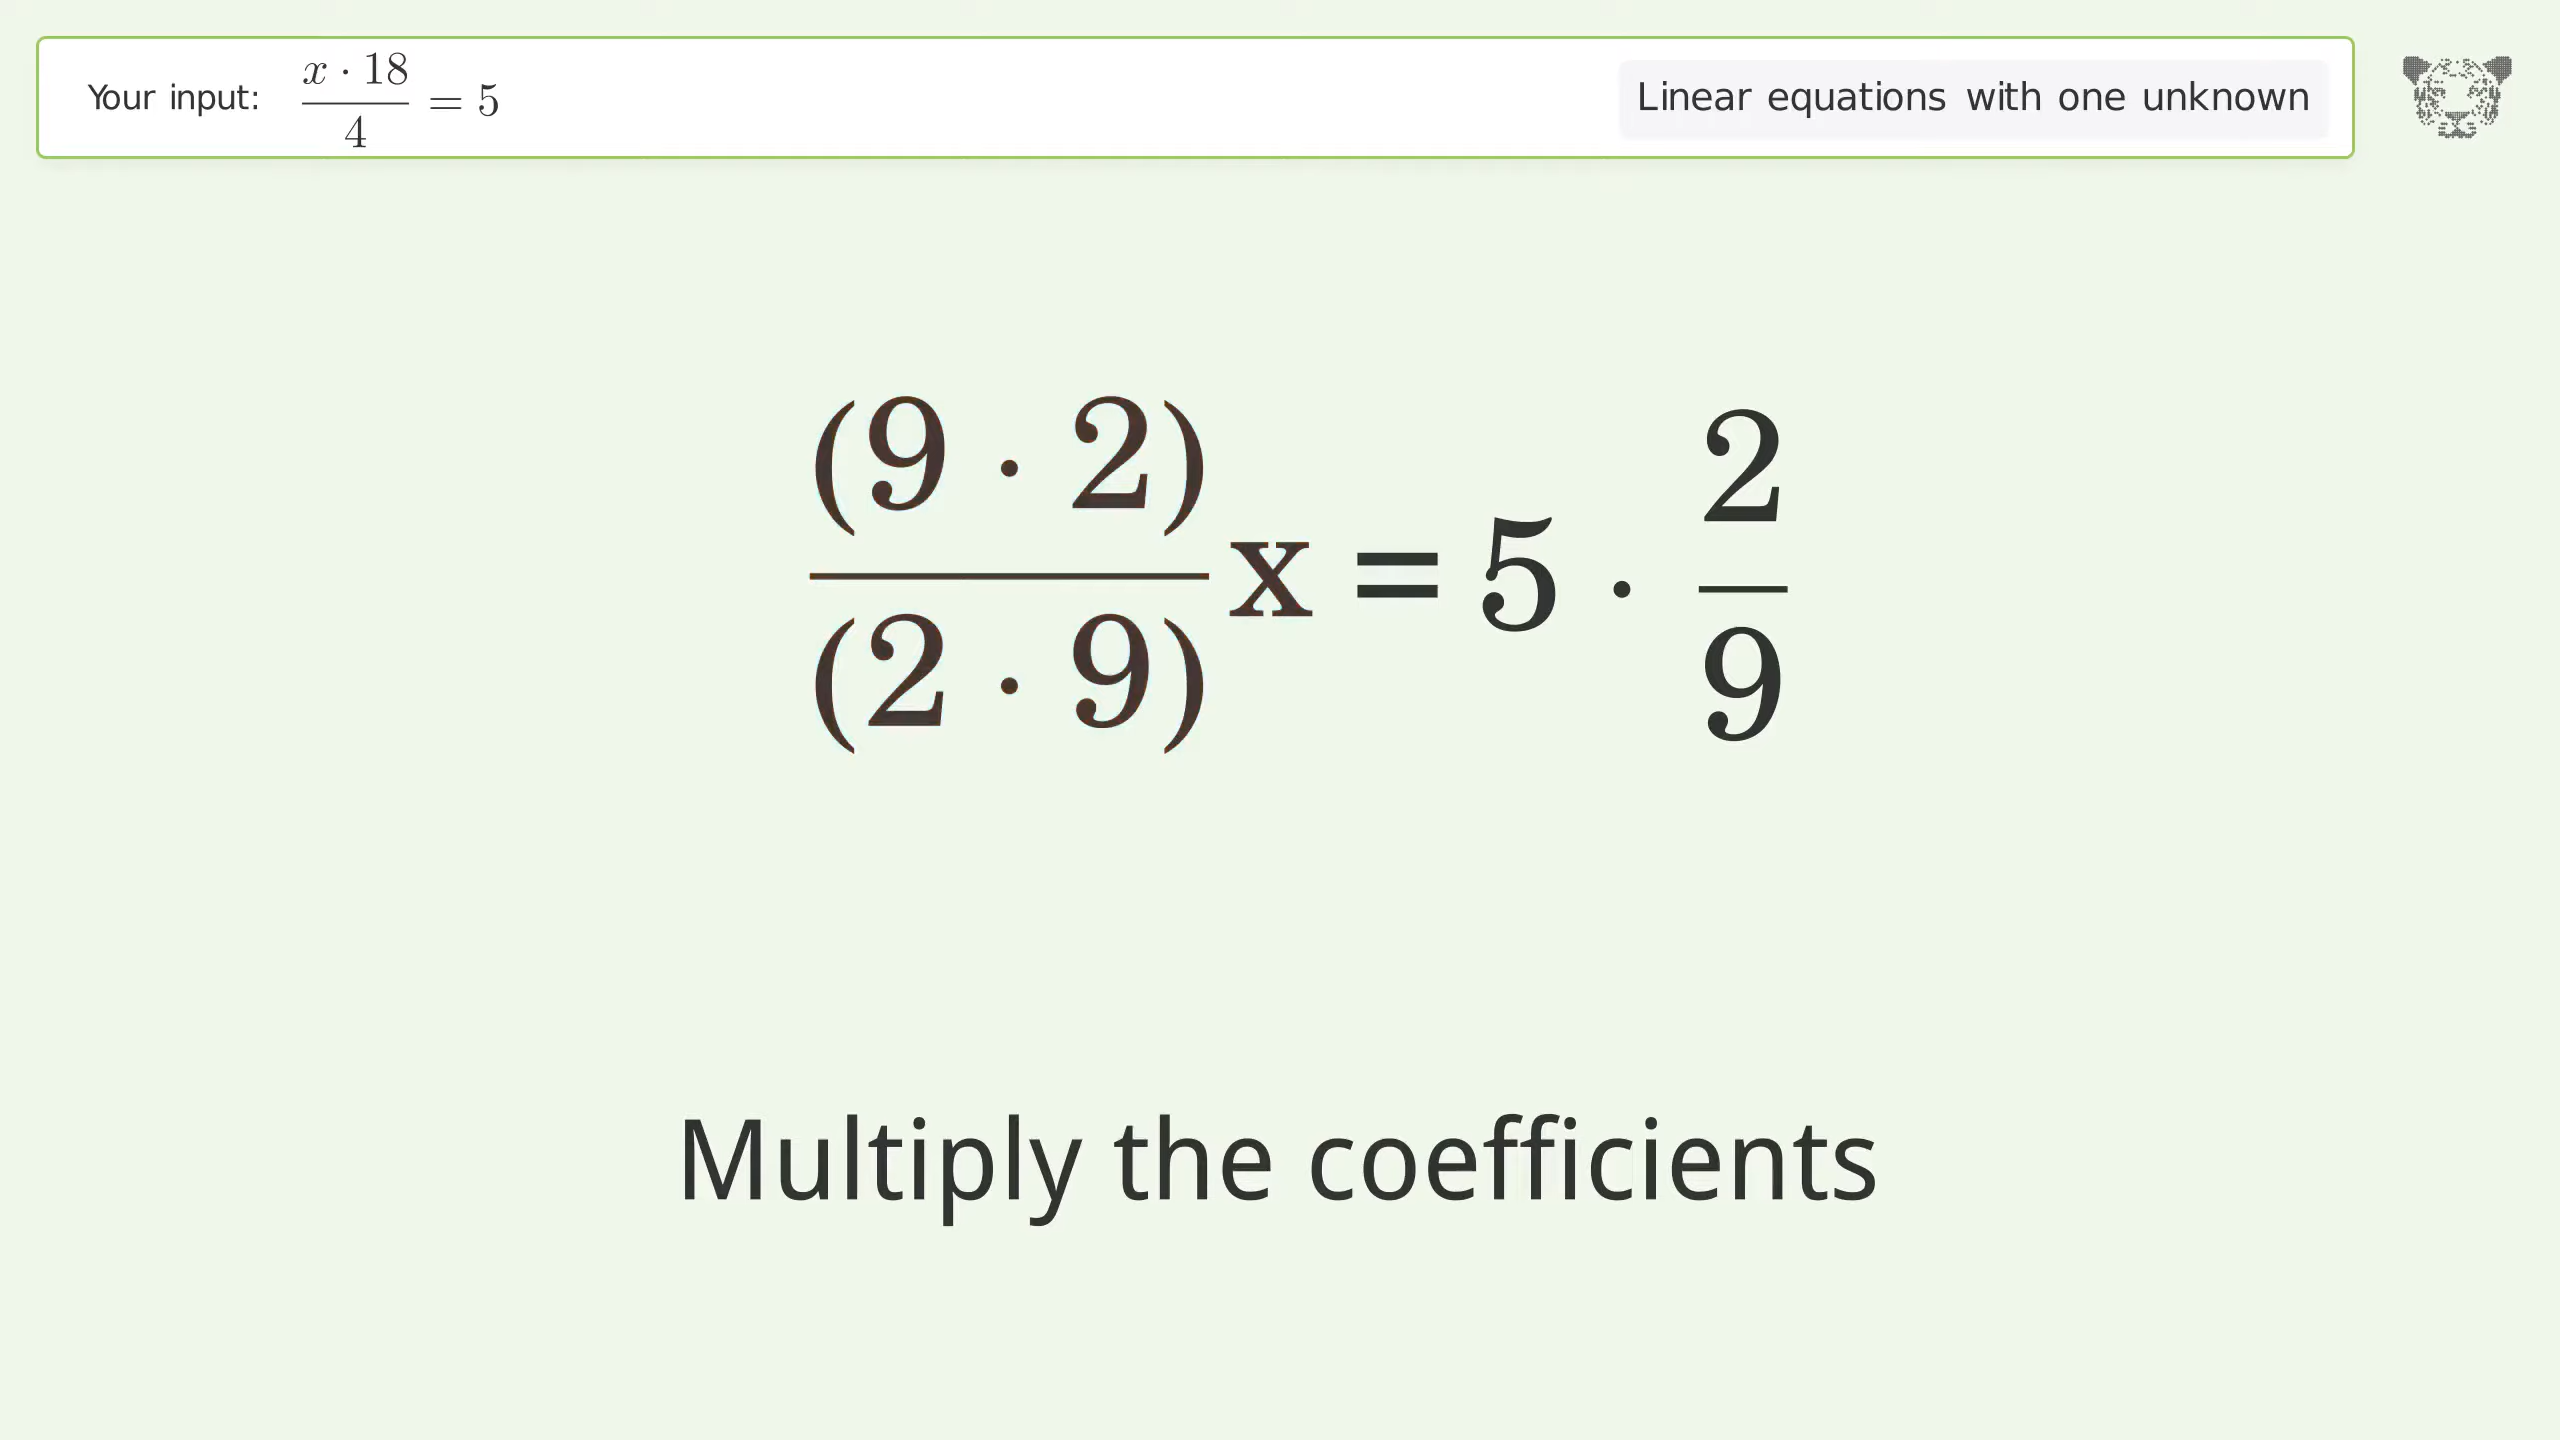 Your input: x · 18 / 4 = 5
Linear equations with one unknown
(9 · 2) / (2 · 9) x = 5 · 2 / 9
Multiply the coefficients